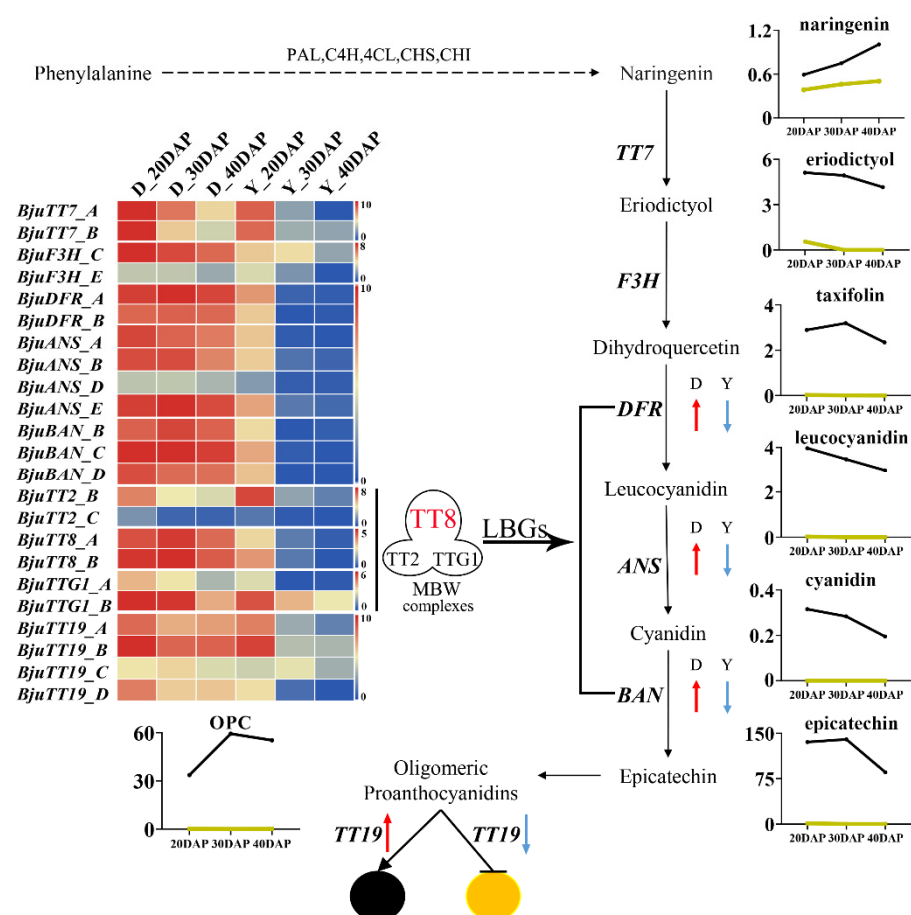 PAL,C4H,4CL,CHS,CHI
Phenylalanine
Naringenin
TT7
Eriodictyol
F3H
Dihydroquercetin
D Y
DFR
Leucocyanidin
D Y
ANS
Cyanidin
D Y
BAN
Epicatechin
Oligomeric
Proanthocyanidins
TT19
TT19
D_20DAP
D_30DAP
D_40DAP
Y_20DAP
Y_30DAP
Y_40DAP
BjuTT7_A
BjuTT7_B
BjuF3H_C
BjuF3H_E
BjuDFR_A
BjuDFR_B
BjuANS_A
BjuANS_B
BjuANS_D
BjuANS_E
BjuBAN_B
BjuBAN_C
BjuBAN_D
BjuTT2_B
BjuTT2_C
BjuTT8_A
BjuTT8_B
BjuTTG1_A
BjuTTG1_B
BjuTT19_A
BjuTT19_B
BjuTT19_C
BjuTT19_D
10
0
8
0
10
0
8
0
5
0
6
0
10
0
TT8
TT2 TTG1
MBW
complexes
LBGs
naringenin
1.2
0.6
0
20DAP 30DAP 40DAP
eriodictyol
6
3
0
20DAP 30DAP 40DAP
taxifolin
4
2
0
20DAP 30DAP 40DAP
leucocyanidin
4
2
0
20DAP 30DAP 40DAP
cyanidin
0.4
0.2
0
20DAP 30DAP 40DAP
epicatechin
150
75
0
20DAP 30DAP 40DAP
OPC
60
30
0
20DAP 30DAP 40DAP